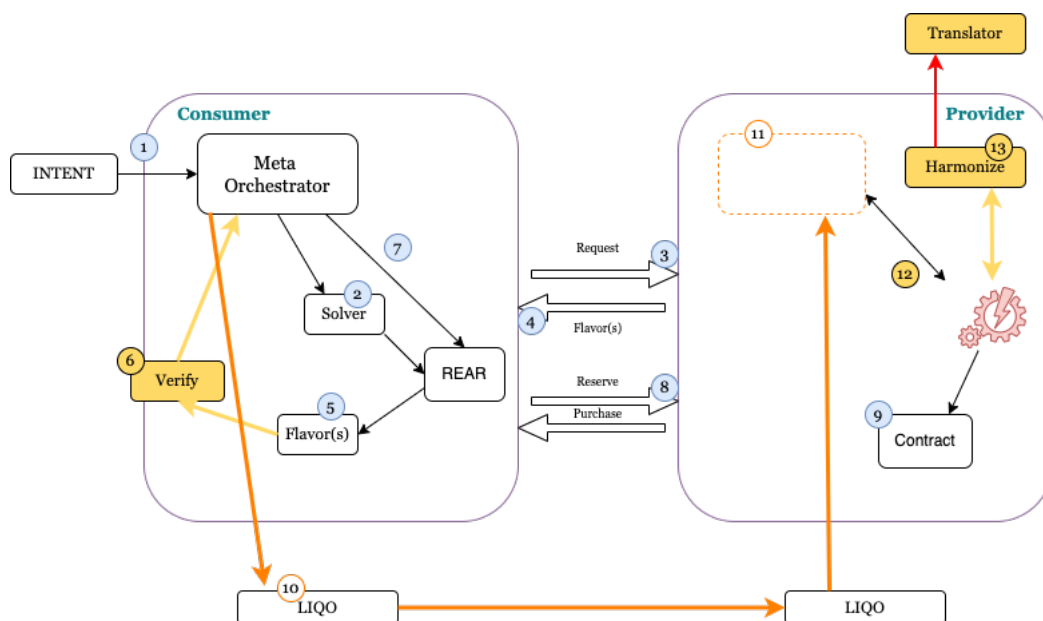 Translator
Consumer
Provider
1
11
13
INTENT
Meta
Orchestrator
Harmonize
7
Request
3
12
2
Solver
4
Flavor(s)
6
Verify
REAR
Reserve
8
5
Purchase
9
Flavor(s)
Contract
10
LIQO
LIQO